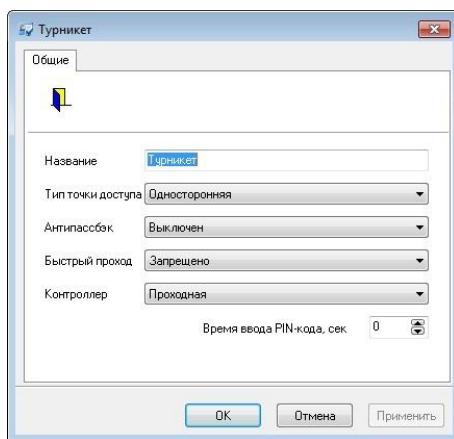 Турникет
Общие
Название Турникет
Тип точки доступа Односторонняя
Антипассбэк Выключен
Быстрый проход Запрещено
Контроллер Проходная
Время ввода PIN-кода, сек 0
OK Отмена Применить